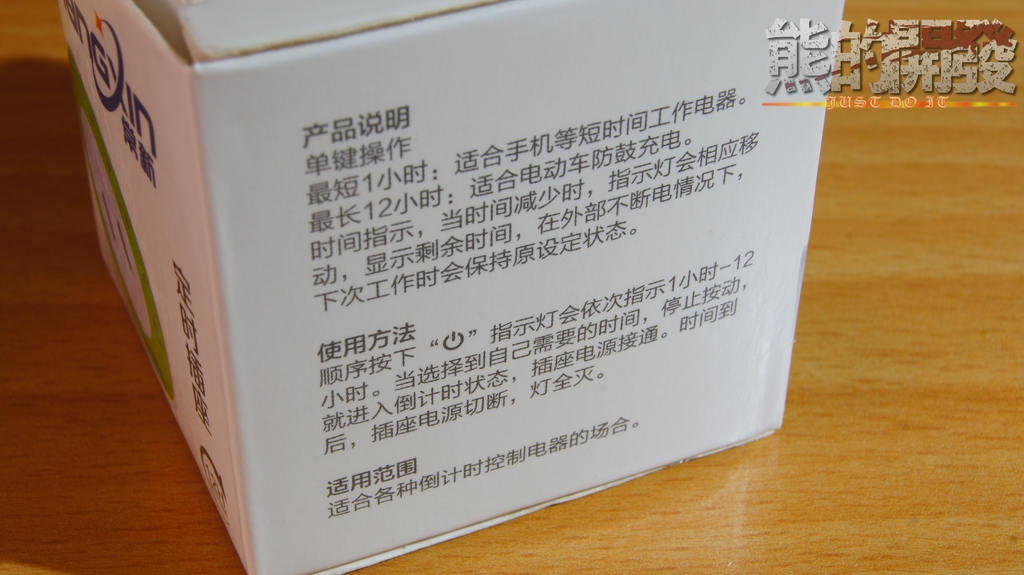 熊的開發
JUST DO IT
in
常新
定时插座
产品说明
单键操作
最短1小时：适合手机等短时间工作电器。
最长12小时：适合电动车防鼓充电。
时间指示，当时间减少时，指示灯会相应移
动，显示剩余时间，在外部不断电情况下，
下次工作时会保持原设定状态。
使用方法
顺序按下“⏻”指示灯会依次指示1小时-12
小时。当选择到自己需要的时间，停止按动，
就进入倒计时状态，插座电源接通。时间到
后，插座电源切断，灯全灭。
适用范围
适合各种倒计时控制电器的场合。